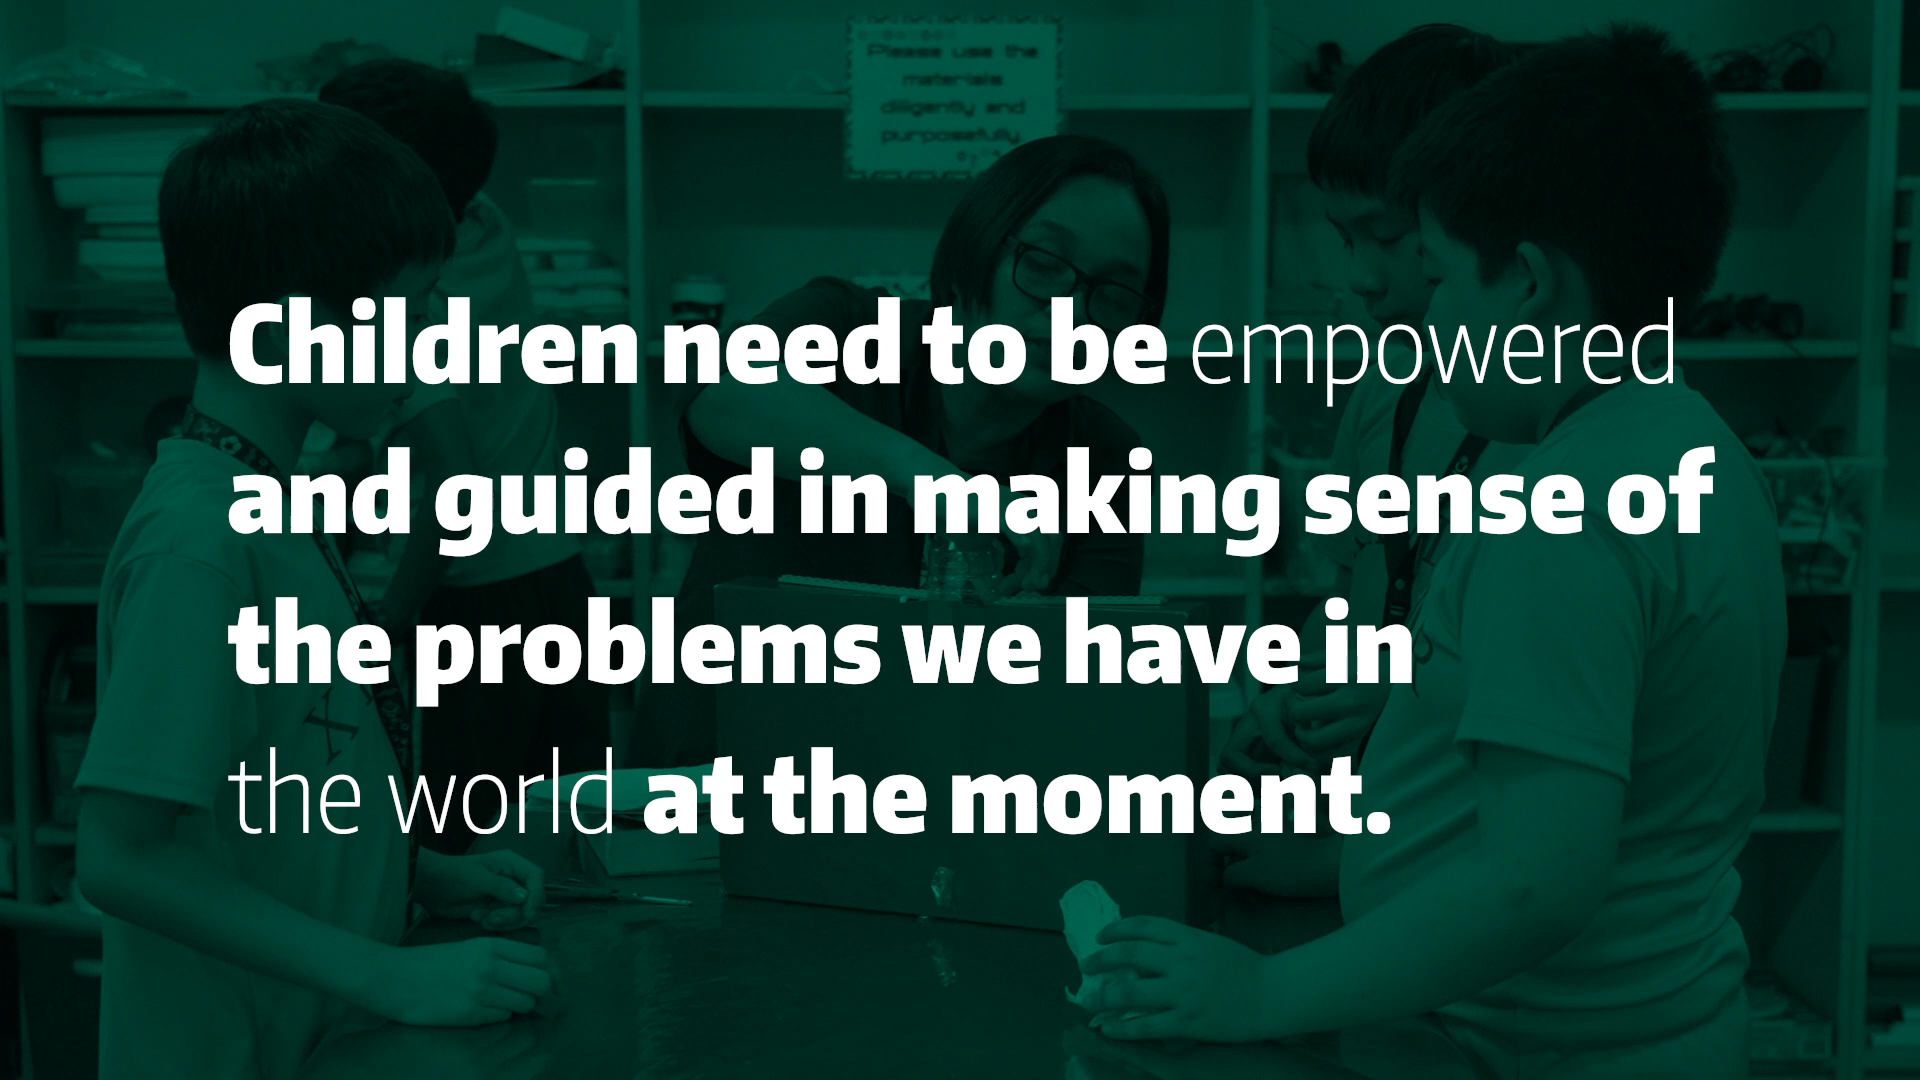 Please use the
materials
diligently and
purposefully.
Children need to be empowered
and guided in making sense of
the problems we have in
the world at the moment.